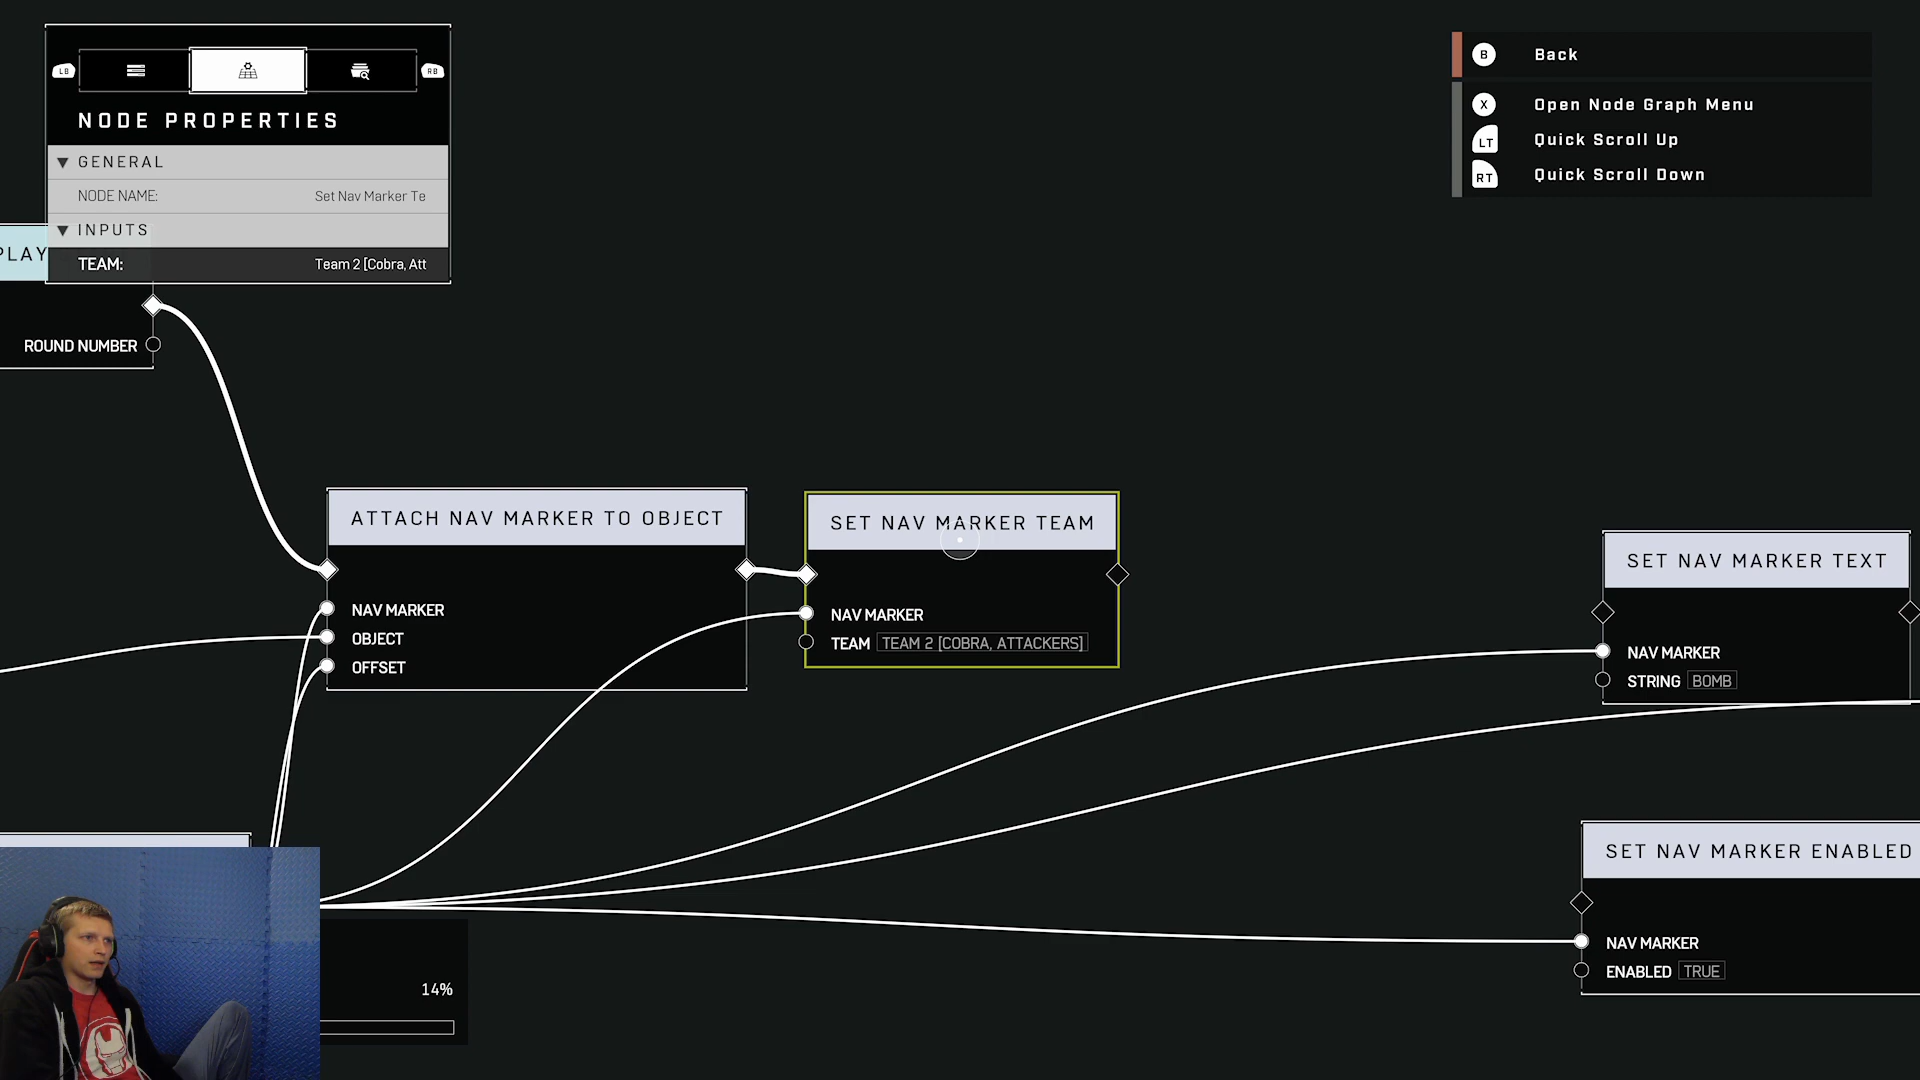 LB
RB
NODE PROPERTIES
GENERAL
NODE NAME: Set Nav Marker Te
INPUTS
TEAM: Team 2 [Cobra, Att
B Back
X Open Node Graph Menu
LT Quick Scroll Up
RT Quick Scroll Down
PLAY
ROUND NUMBER
ATTACH NAV MARKER TO OBJECT
NAV MARKER
OBJECT
OFFSET
SET NAV MARKER TEAM
NAV MARKER
TEAM TEAM 2 [COBRA, ATTACKERS]
SET NAV MARKER TEXT
NAV MARKER
STRING BOMB
SET NAV MARKER ENABLED
NAV MARKER
ENABLED TRUE
14%